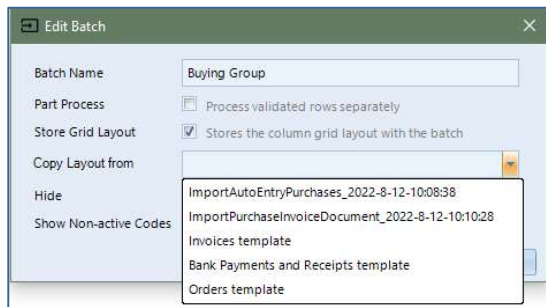 Edit Batch
Batch Name Buying Group
Part Process Process validated rows separately
Store Grid Layout Stores the column grid layout with the batch
Copy Layout from
Hide
Show Non-active Codes
ImportAutoEntryPurchases_2022-8-12-10:08:38
ImportPurchaseInvoiceDocument_2022-8-12-10:10:28
Invoices template
Bank Payments and Receipts template
Orders template